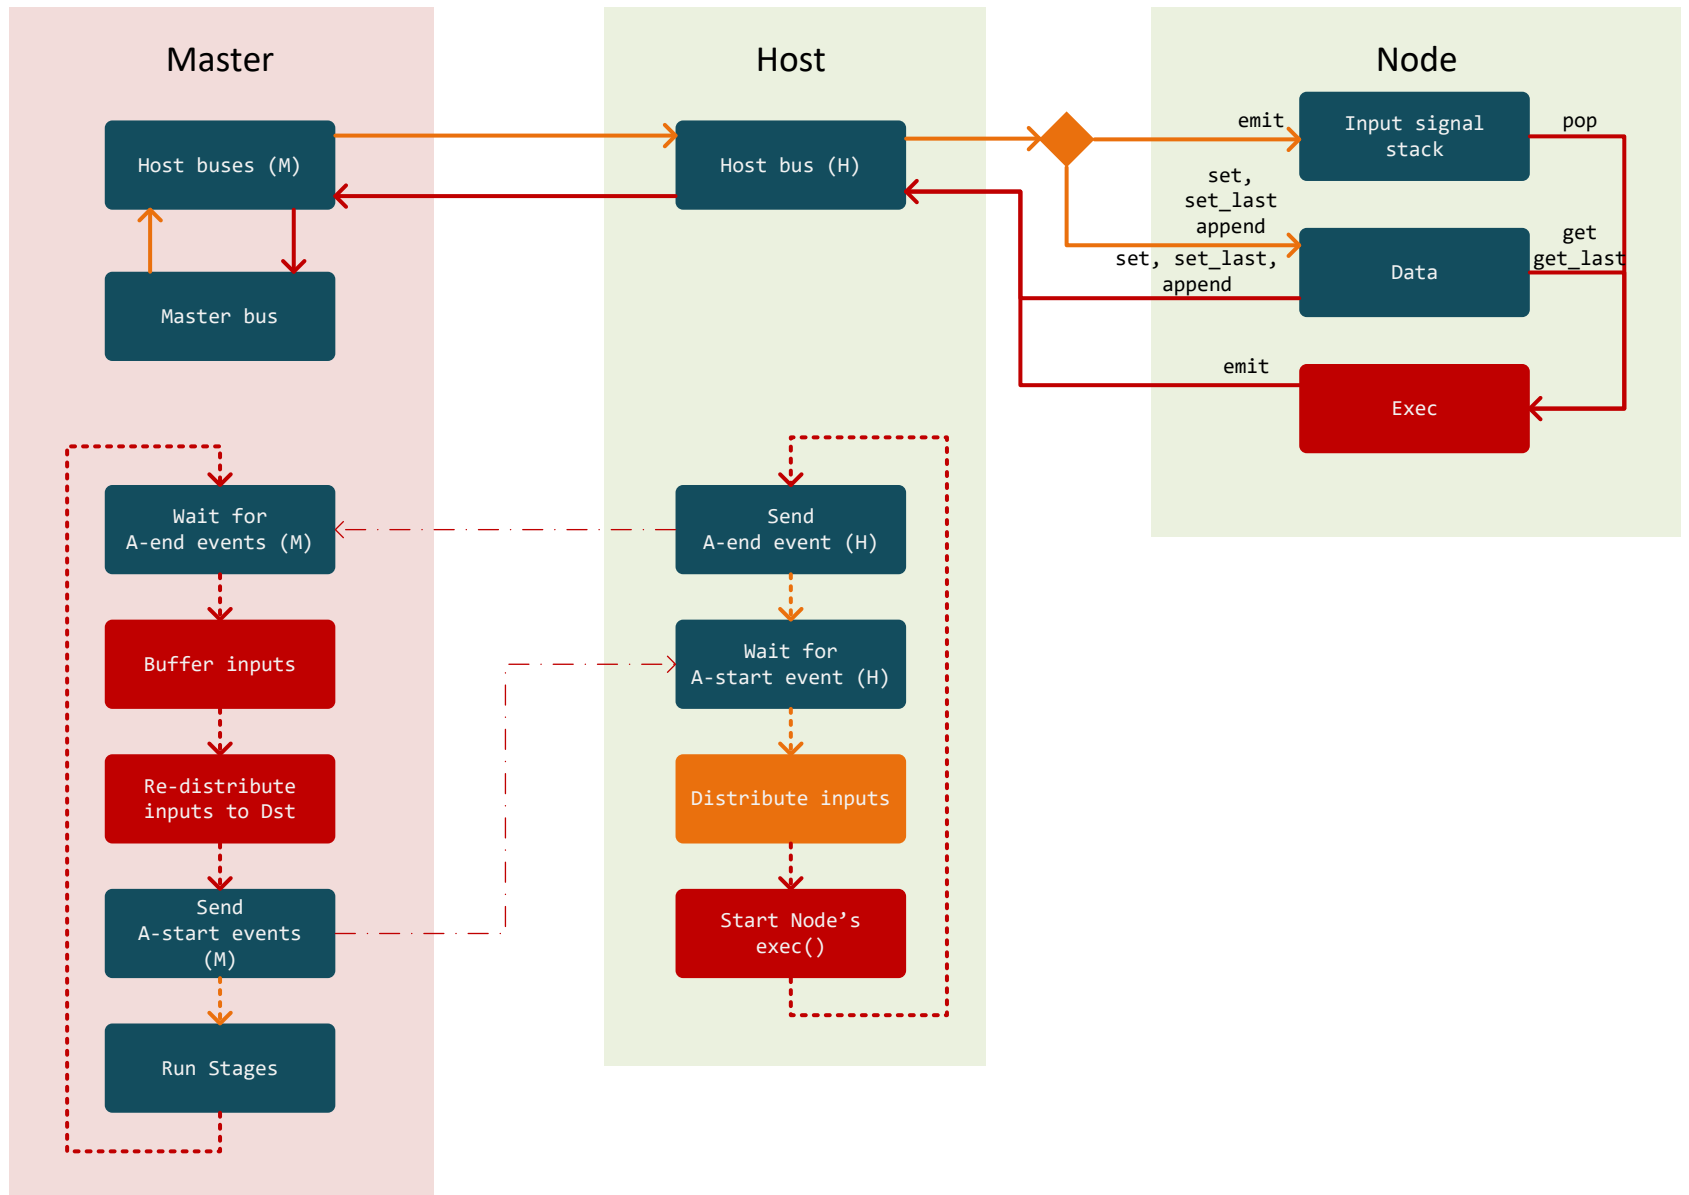 Master
Host
Node
Host buses (M)
Master bus
Host bus (H)
emit
Input signal
stack
pop
set,
set_last
append
set, set_last,
append
Data
get
get_last
emit
Exec
Wait for
A-end events (M)
Buffer inputs
Re-distribute
inputs to Dst
Send
A-start events
(M)
Run Stages
Send
A-end event (H)
Wait for
A-start event (H)
Distribute inputs
Start Node’s
exec()